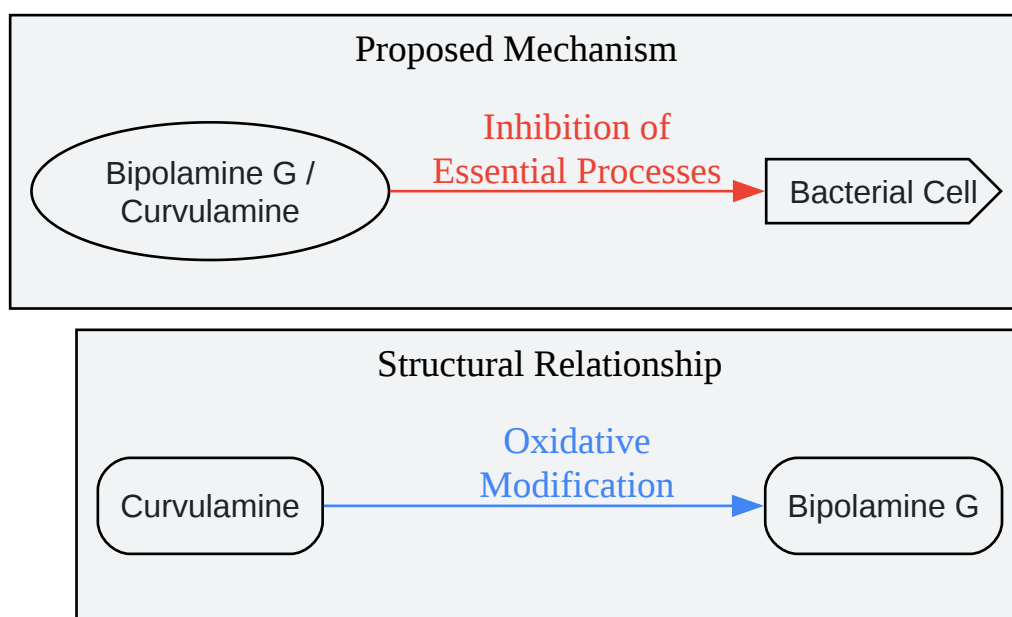 Proposed Mechanism
Bipolamine G /
Curvulamine
Inhibition of
Essential Processes
Bacterial Cell
Structural Relationship
Curvulamine
Oxidative
Modification
Bipolamine G